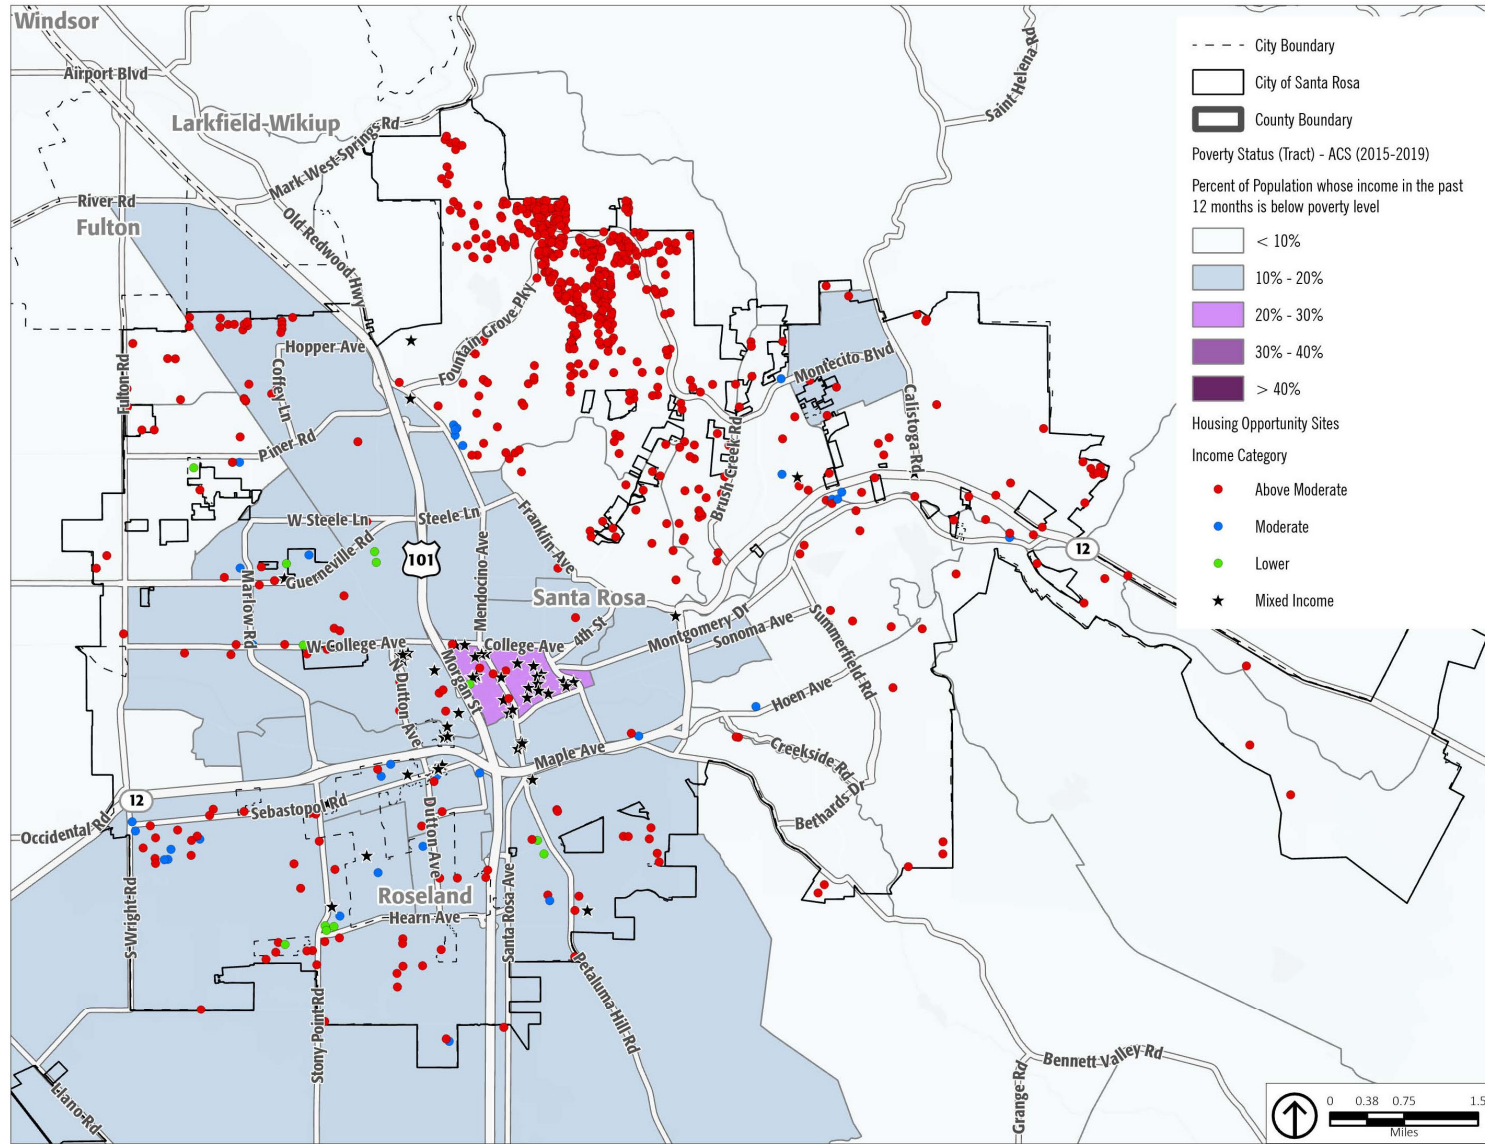 Windsor
Airport Blvd
Larkfield-Wikiup
Mark West Springs Rd
Saint Helena Rd
River Rd
Fulton
Old Redwood Hwy
Fulton Rd
Hopper Ave
Coffey Ln
Fountain Grove Pky
Montecito Blvd
Calistoga Rd
Piner Rd
Brush Creek Rd
W Steele Ln
Steele Ln
Franklin Ave
Guerneville Rd
101
Mendocino Ave
12
Marlow Rd
Santa Rosa
W College Ave
College Ave
4th St
Montgomery Dr
Sonoma Ave
Summerfield Rd
N Dutton Ave
Morgan St
Hoen Ave
Maple Ave
Creekside Rd
Bethards Dr
12
Occidental Rd
Sebastopol Rd
Dutton Ave
Roseland
Hearn Ave
S Wright Rd
Santa Rosa Ave
Stony Point Rd
Petaluma Hill Rd
Llano Rd
Grange Rd
Bennett Valley Rd
City Boundary
City of Santa Rosa
County Boundary
Poverty Status (Tract) - ACS (2015-2019)
Percent of Population whose income in the past
12 months is below poverty level
< 10%
10% - 20%
20% - 30%
30% - 40%
> 40%
Housing Opportunity Sites
Income Category
Above Moderate
Moderate
Lower
Mixed Income
0 0.38 0.75 1.5
Miles